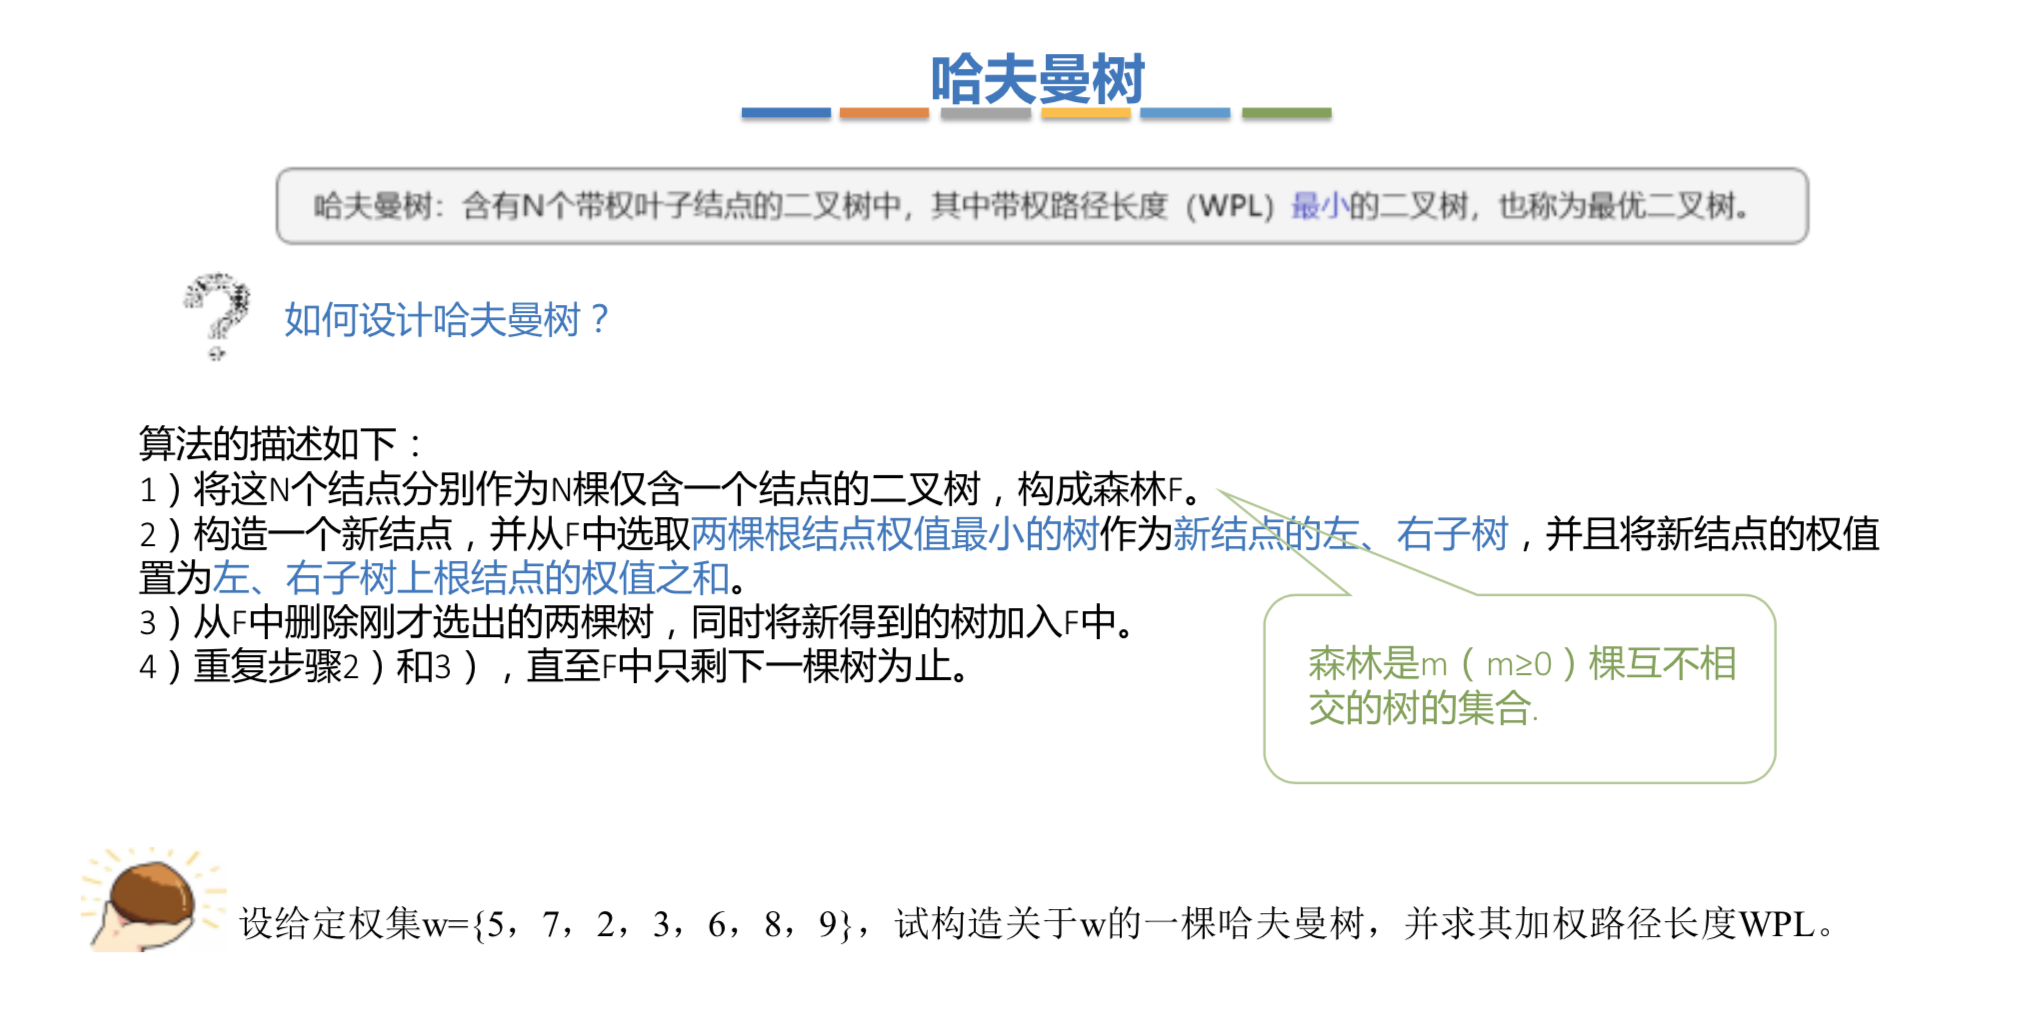 哈夫曼树
哈夫曼树：含有N个带权叶子结点的二叉树中，其中带权路径长度（WPL）最小的二叉树，也称为最优二叉树。
如何设计哈夫曼树？
算法的描述如下：
1）将这N个结点分别作为N棵仅含一个结点的二叉树，构成森林F。
2）构造一个新结点，并从F中选取两棵根结点权值最小的树作为新结点的左、右子树，并且将新结点的权值
置为左、右子树上根结点的权值之和。
3）从F中删除刚才选出的两棵树，同时将新得到的树加入F中。
4）重复步骤2）和3），直至F中只剩下一棵树为止。
森林是m（m≥0）棵互不相
交的树的集合.
设给定权集w={5，7，2，3，6，8，9}，试构造关于w的一棵哈夫曼树，并求其加权路径长度WPL。